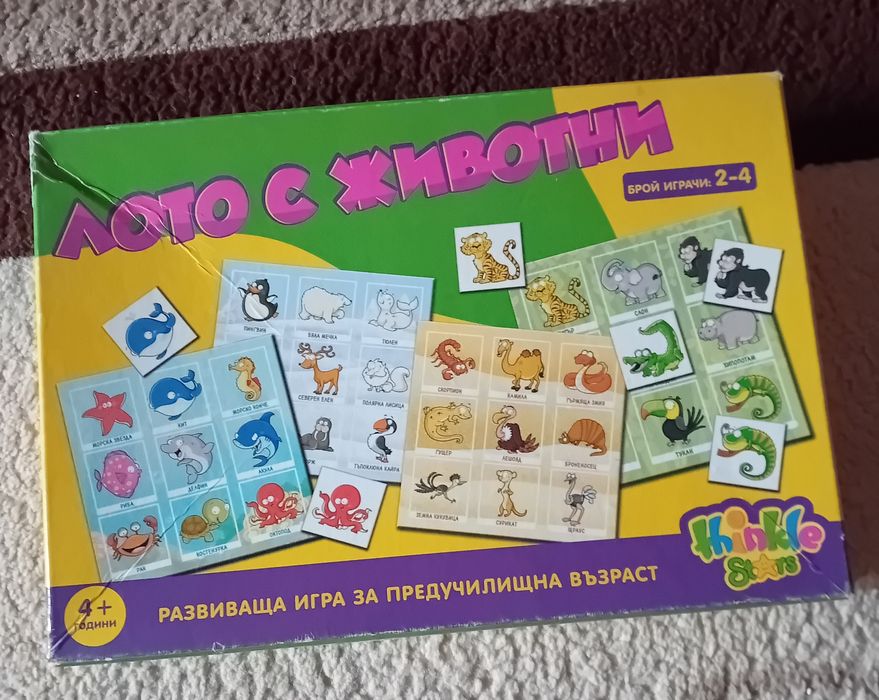 ЛОТО С ЖИВОТНИ
БРОЙ ИГРАЧИ: 2-4
ПИНГВИН
БЯЛА МЕЧКА
ТЮЛЕН
СЕВЕРЕН ЕЛЕН
ПОЛЯРНА ЛИСИЦА
ТЪПОКЛЮНА КАЙРА
СЛОН
ХИПОПОТАМ
ТУКАН
МОРСКА ЗВЕЗДА
КИТ
МОРСКО КОНЧЕ
РИБА
ДЕЛФИН
АКУЛА
РАК
КОСТЕНУРКА
ОКТОПОД
СКОРПИОН
КАМИЛА
ГЪРМЯЩА ЗМИЯ
ГУЩЕР
ЛЕШОЯД
БРОНЕНОСЕЦ
ЗЕМНА КУКУВИЦА
СУРИКАТ
ЩРАУС
thinkle
Stars
4+
ГОДИНИ
РАЗВИВАЩА ИГРА ЗА ПРЕДУЧИЛИЩНА ВЪЗРАСТ